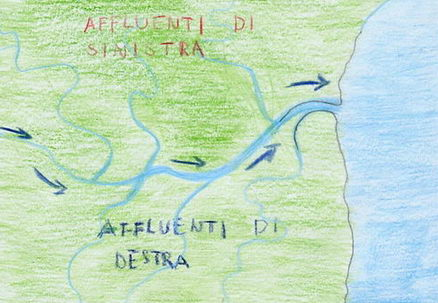 AFFLUENTI DI
SINISTRA
AFFLUENTI DI
DESTRA